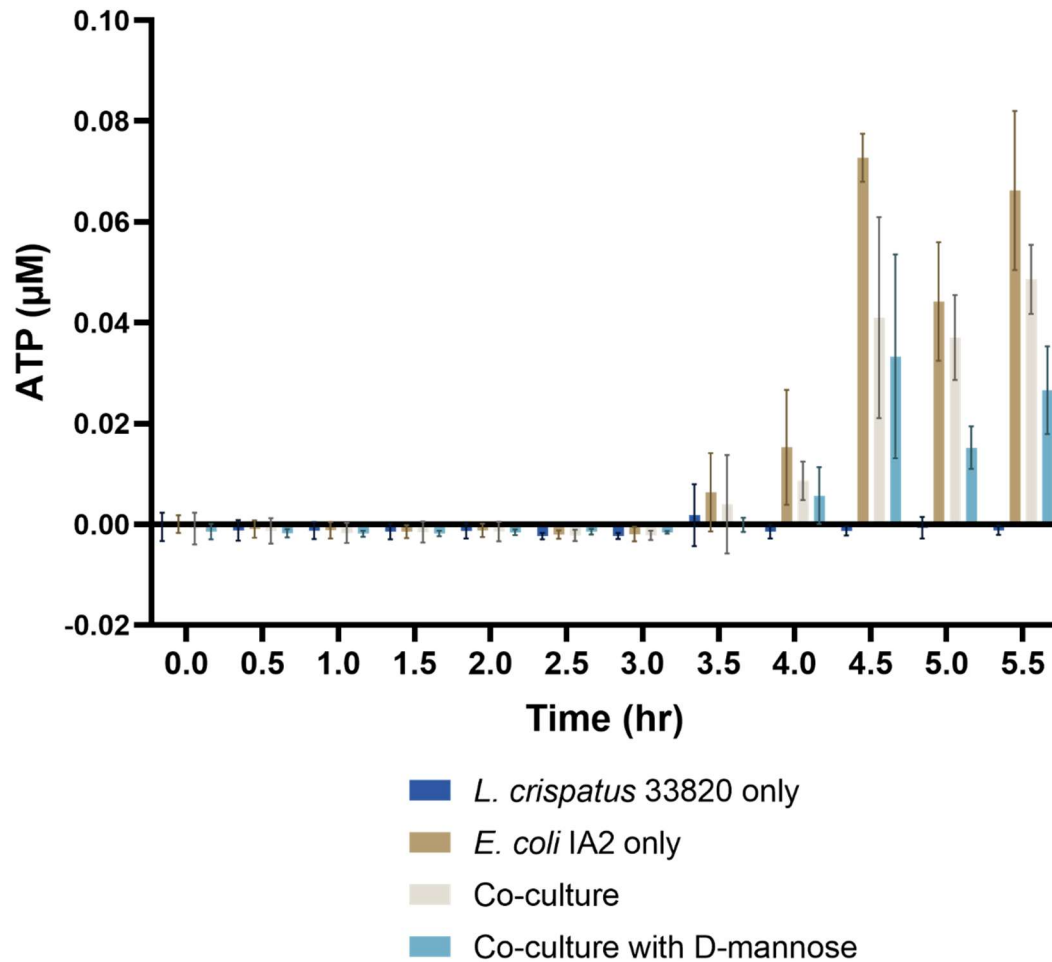 0.10
0.08
0.06
0.04
0.02
0.00
-0.02
ATP (µM)
0.0 0.5 1.0 1.5 2.0 2.5 3.0 3.5 4.0 4.5 5.0 5.5
Time (hr)
L. crispatus 33820 only
E. coli IA2 only
Co-culture
Co-culture with D-mannose